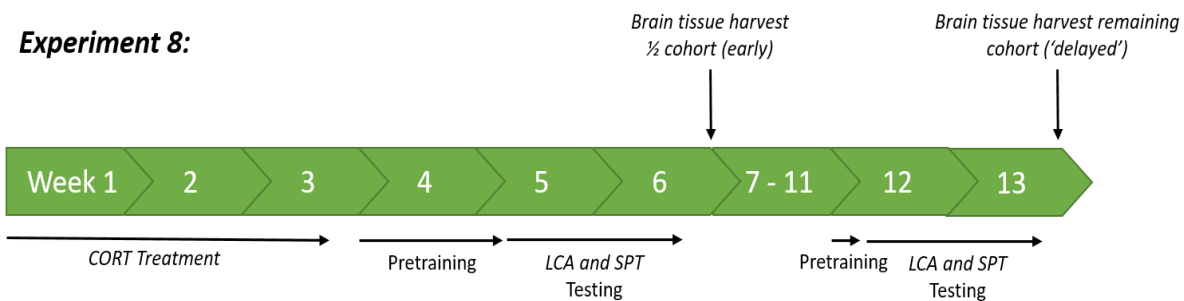 Experiment 8:
Brain tissue harvest
½ cohort (early)
Brain tissue harvest remaining
cohort (‘delayed’)
Week 1
2
3
4
5
6
7 - 11
12
13
CORT Treatment
Pretraining
LCA and SPT
Testing
Pretraining
LCA and SPT
Testing